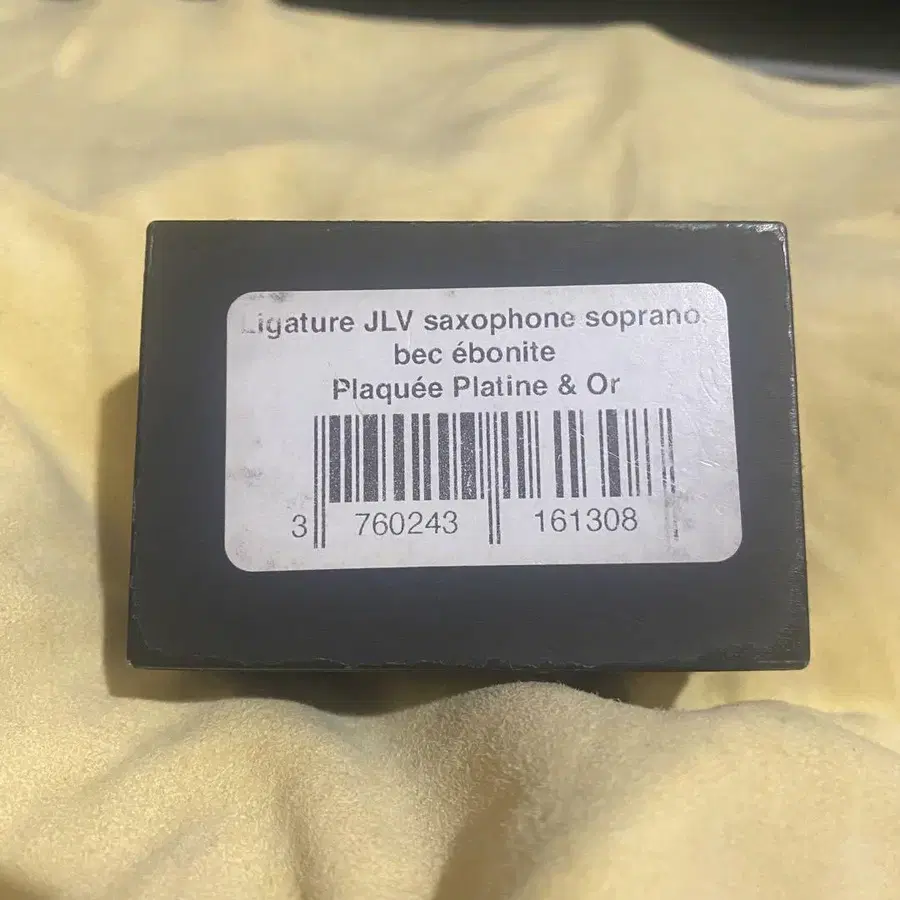 Ligature JLV saxophone soprano
bec ébonite
Plaquée Platine & Or
3 760243 161308